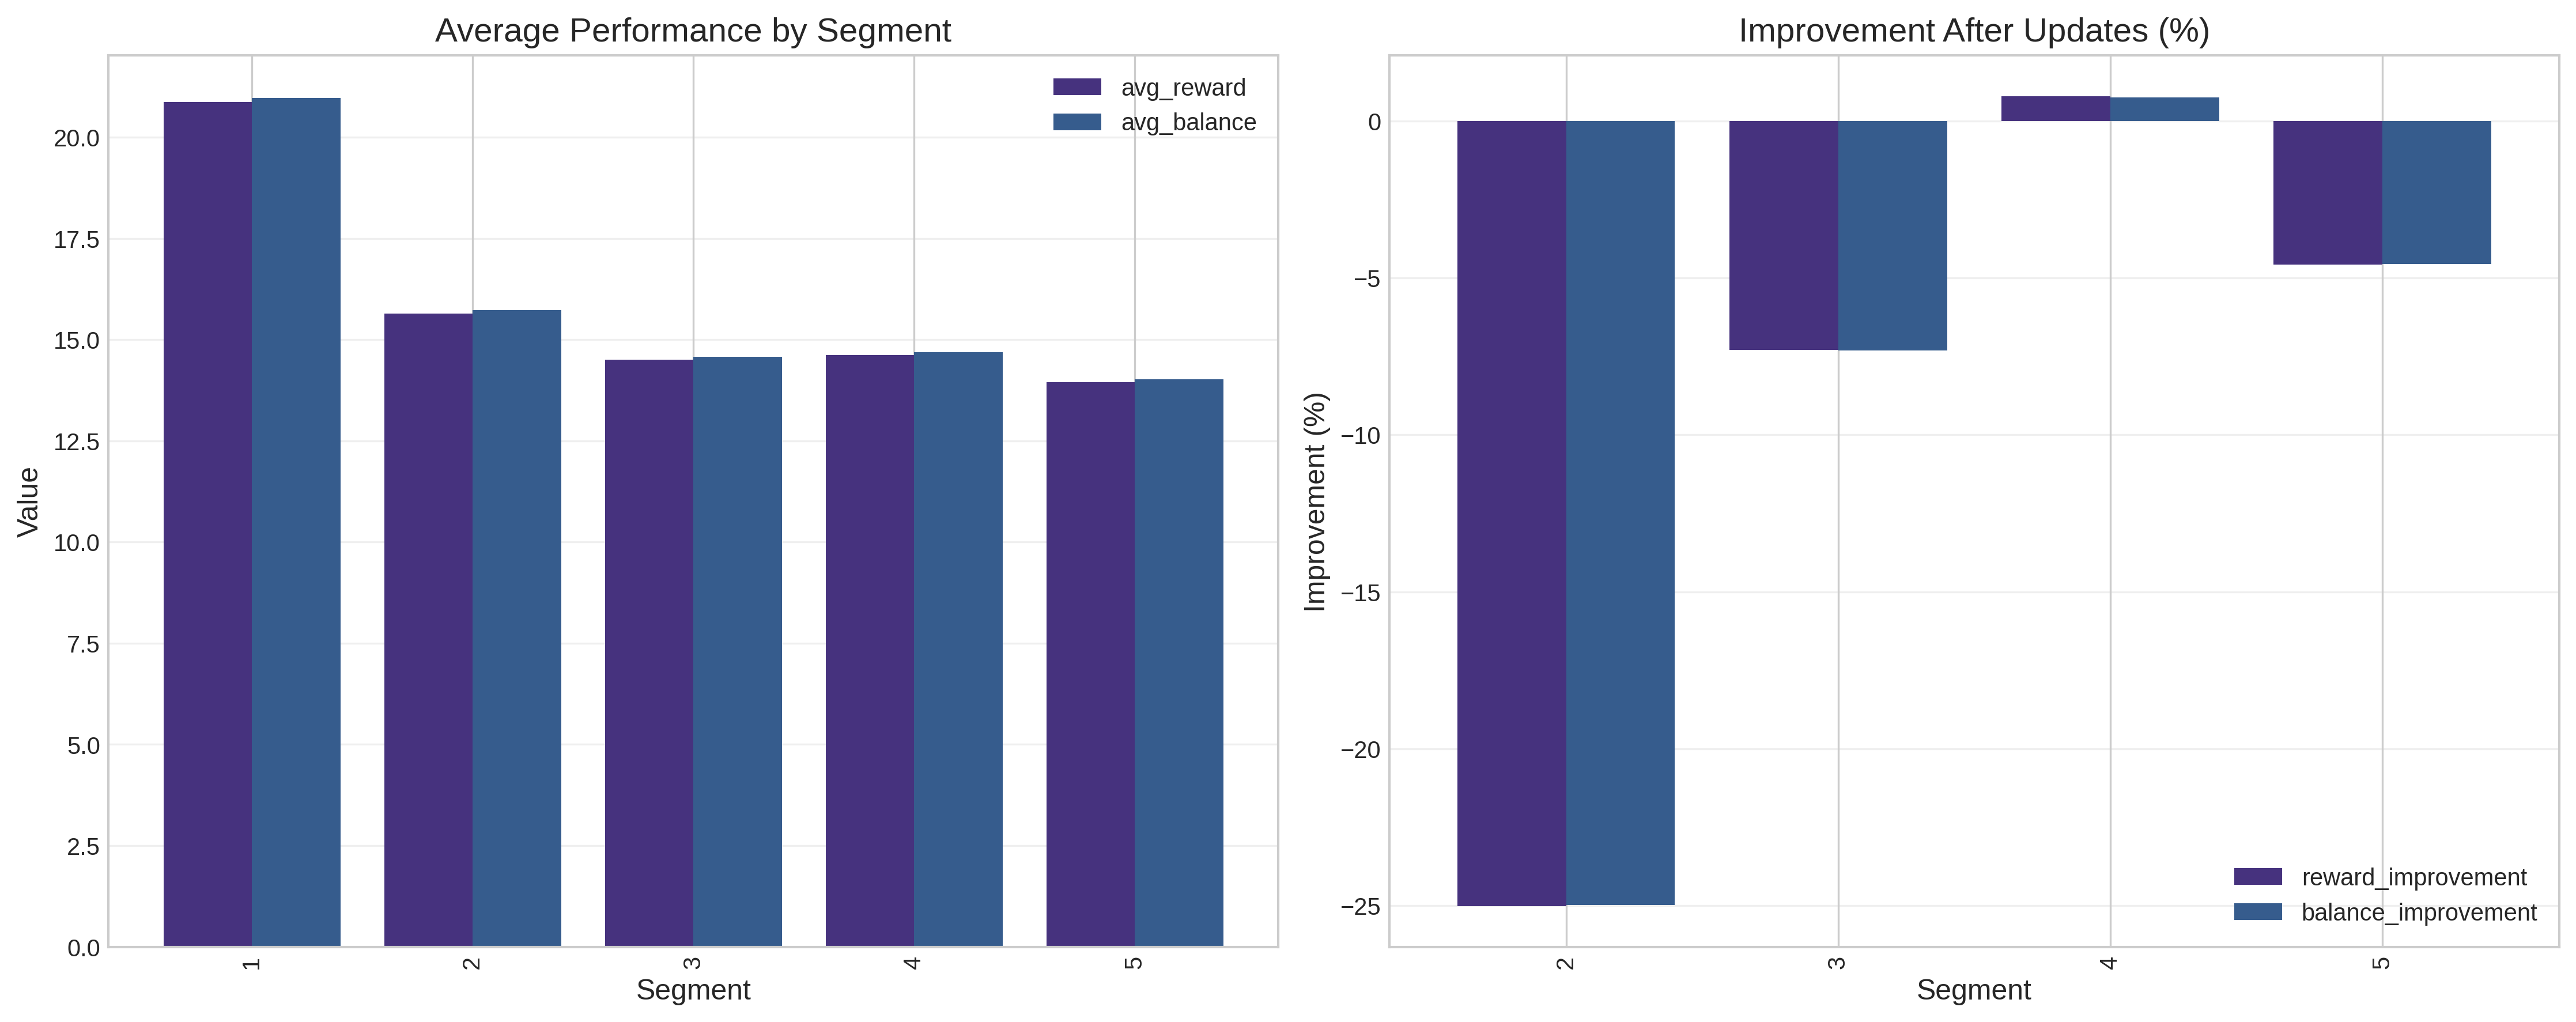 Average Performance by Segment
avg_reward
avg_balance
20.0
17.5
15.0
12.5
10.0
7.5
5.0
2.5
0.0
Value
1
2
3
4
5
Segment
Improvement After Updates (%)
0
−5
−10
−15
−20
−25
Improvement (%)
reward_improvement
balance_improvement
2
3
4
5
Segment